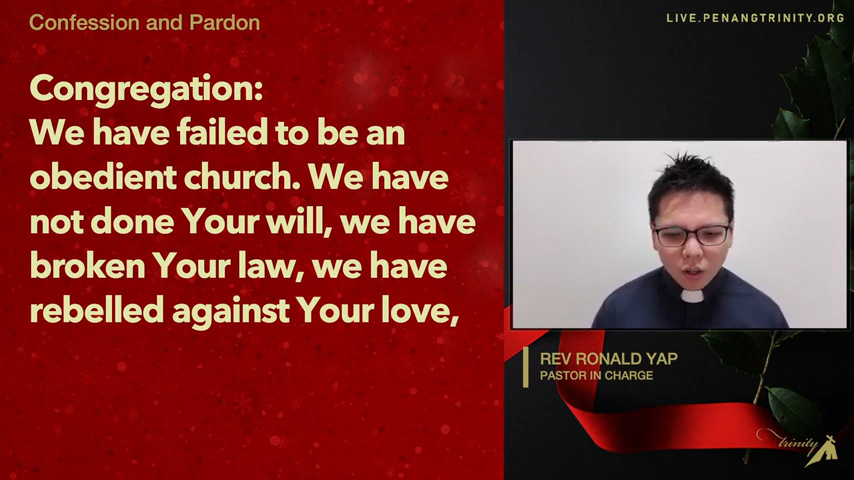 Confession and Pardon
Congregation:
We have failed to be an
obedient church. We have
not done Your will, we have
broken Your law, we have
rebelled against Your love,
LIVE.PENANGTRINITY.ORG
REV RONALD YAP
PASTOR IN CHARGE
trinity